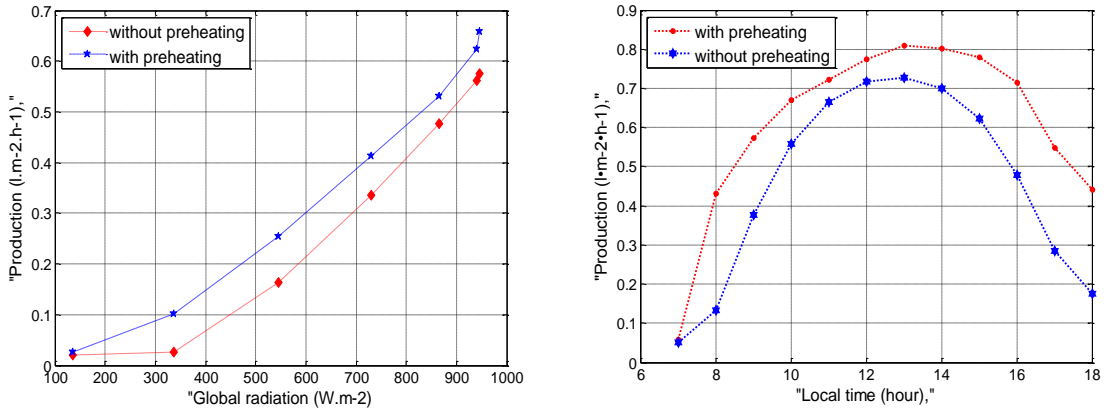 0.7
0.6
0.5
0.4
0.3
0.2
0.1
0
100 200 300 400 500 600 700 800 900 1000
"Production (l.m-2.h-1),"
"Global radiation (W.m-2)
without preheating
with preheating
0.9
0.8
0.7
0.6
0.5
0.4
0.3
0.2
0.1
0
6 8 10 12 14 16 18
"Production (l•m-2•h-1),"
"Local time (hour),"
with preheating
without preheating